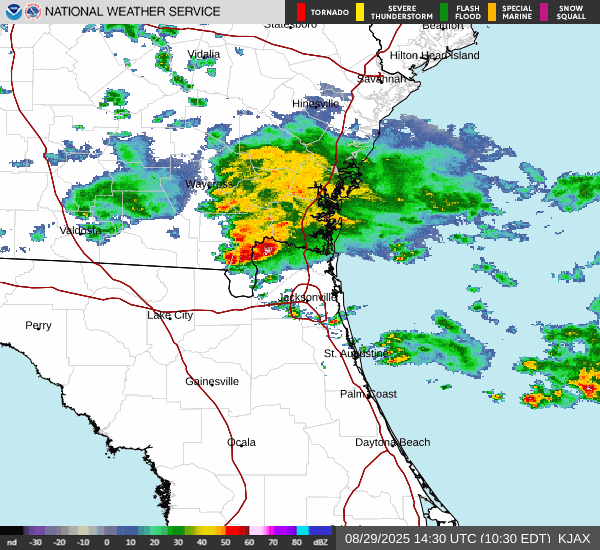 NATIONAL WEATHER SERVICE
TORNADO
SEVERE
THUNDERSTORM
FLASH
FLOOD
SPECIAL
MARINE
SNOW
SQUALL
Statesboro
Beaufort
Vidalia
Hilton Head Island
Savannah
Hinesville
Waycross
Valdosta
Jacksonville
Lake City
Perry
St. Augustine
Gainesville
Palm Coast
Ocala
Daytona Beach
nd -30 -20 -10 0 10 20 30 40 50 60 70 80 dBZ
08/29/2025 14:30 UTC (10:30 EDT) KJAX